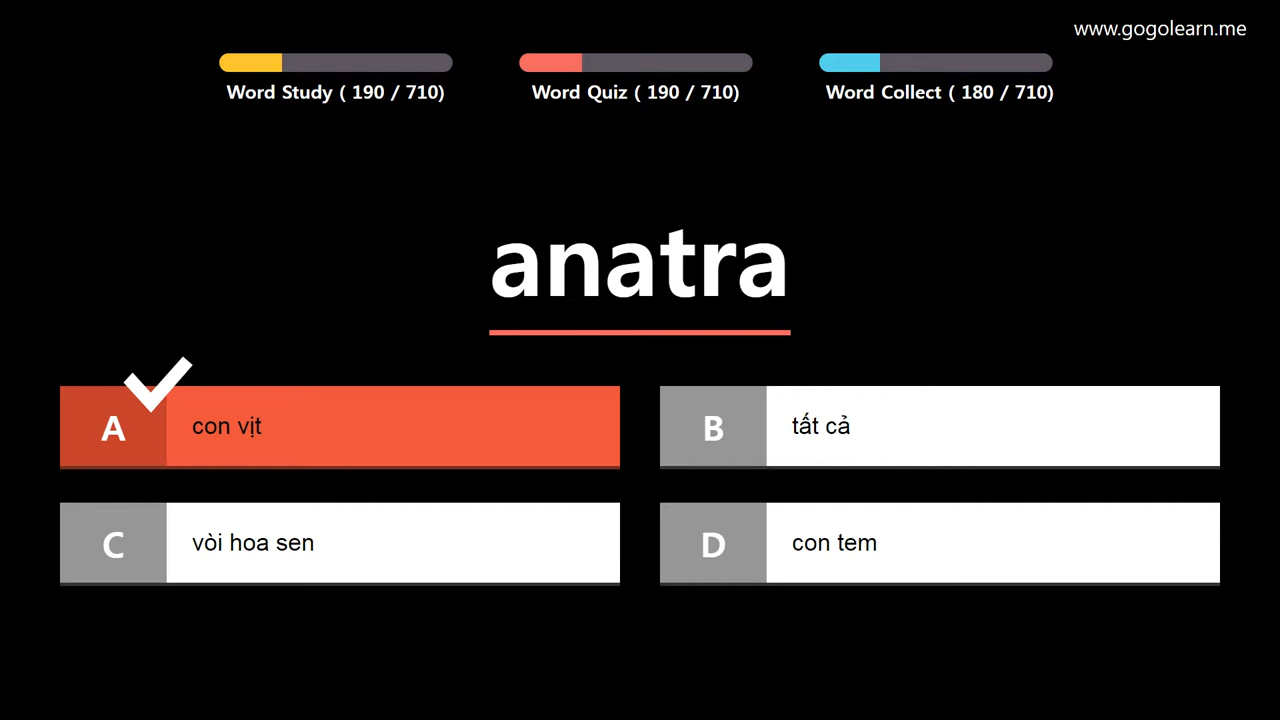 www.gogolearn.me
Word Study ( 190 / 710)
Word Quiz ( 190 / 710)
Word Collect ( 180 / 710)
anatra
A con vịt
B tất cả
C vòi hoa sen
D con tem